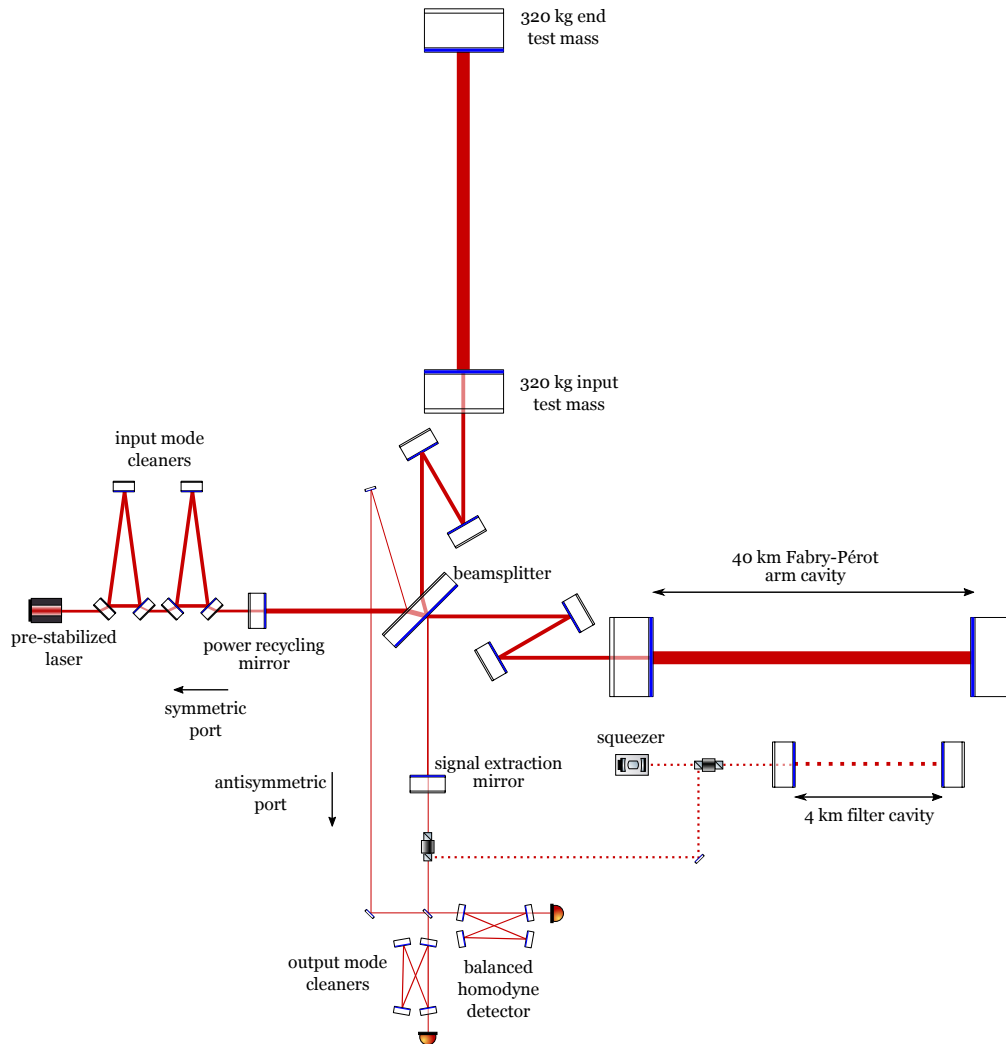 320 kg end
test mass
320 kg input
test mass
input mode
cleaners
40 km Fabry-Pérot
arm cavity
beamsplitter
pre-stabilized
laser
power recycling
mirror
symmetric
port
squeezer
signal extraction
mirror
antisymmetric
port
4 km filter cavity
output mode
cleaners
balanced
homodyne
detector